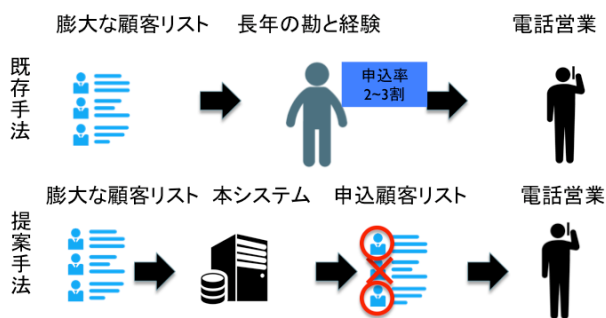 膨大な顧客リスト
長年の勘と経験
電話営業
既存手法
申込率
2~3割
膨大な顧客リスト
本システム
申込顧客リスト
電話営業
提案手法